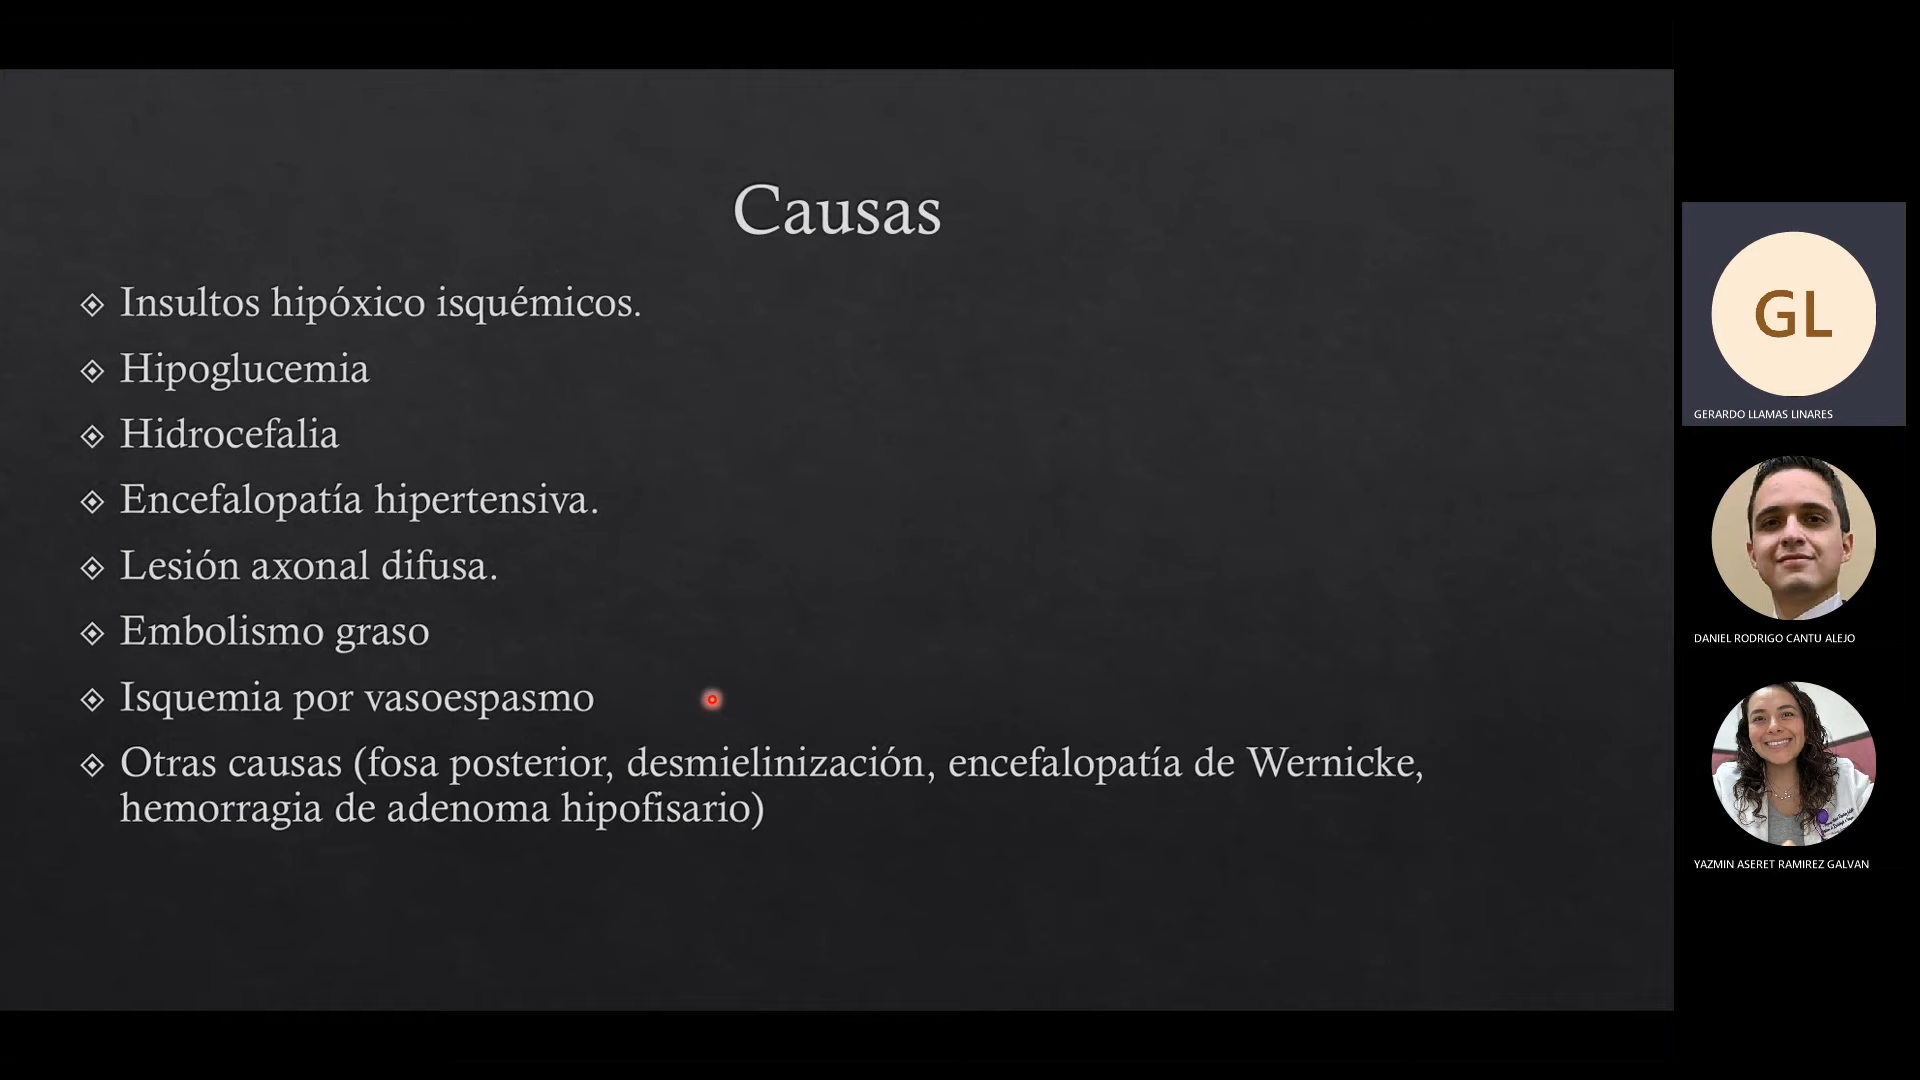 Causas
Insultos hipóxico isquémicos.
Hipoglucemia
Hidrocefalia
Encefalopatía hipertensiva.
Lesión axonal difusa.
Embolismo graso
Isquemia por vasoespasmo
Otras causas (fosa posterior, desmielinización, encefalopatía de Wernicke,
hemorragia de adenoma hipofisario)
GL
GERARDO LLAMAS LINARES
DANIEL RODRIGO CANTU ALEJO
YAZMIN ASERET RAMIREZ GALVAN